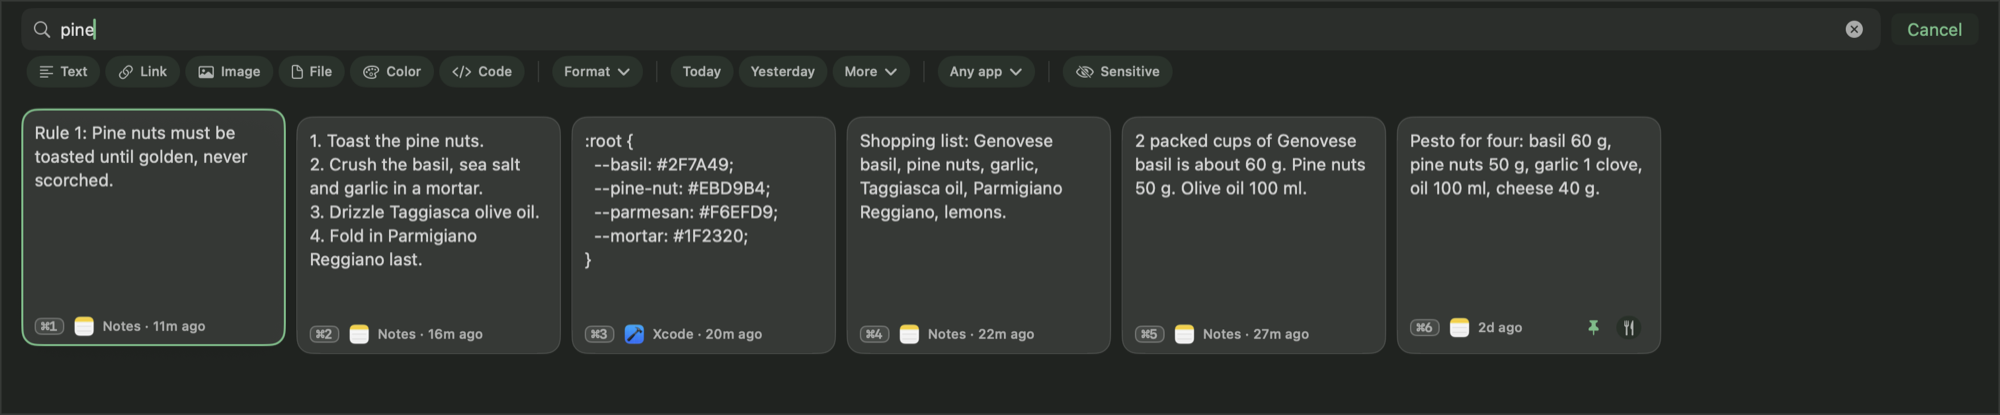 pine
Cancel
Text
Link
Image
File
Color
</> Code
Format
Today
Yesterday
More
Any app
Sensitive
Rule 1: Pine nuts must be
toasted until golden, never
scorched.
⌘1 Notes · 11m ago
1. Toast the pine nuts.
2. Crush the basil, sea salt
and garlic in a mortar.
3. Drizzle Taggiasca olive oil.
4. Fold in Parmigiano
Reggiano last.
⌘2 Notes · 16m ago
:root {
--basil: #2F7A49;
--pine-nut: #EBD9B4;
--parmesan: #F6EFD9;
--mortar: #1F2320;
}
⌘3 Xcode · 20m ago
Shopping list: Genovese
basil, pine nuts, garlic,
Taggiasca oil, Parmigiano
Reggiano, lemons.
⌘4 Notes · 22m ago
2 packed cups of Genovese
basil is about 60 g. Pine nuts
50 g. Olive oil 100 ml.
⌘5 Notes · 27m ago
Pesto for four: basil 60 g,
pine nuts 50 g, garlic 1 clove,
oil 100 ml, cheese 40 g.
⌘6 2d ago